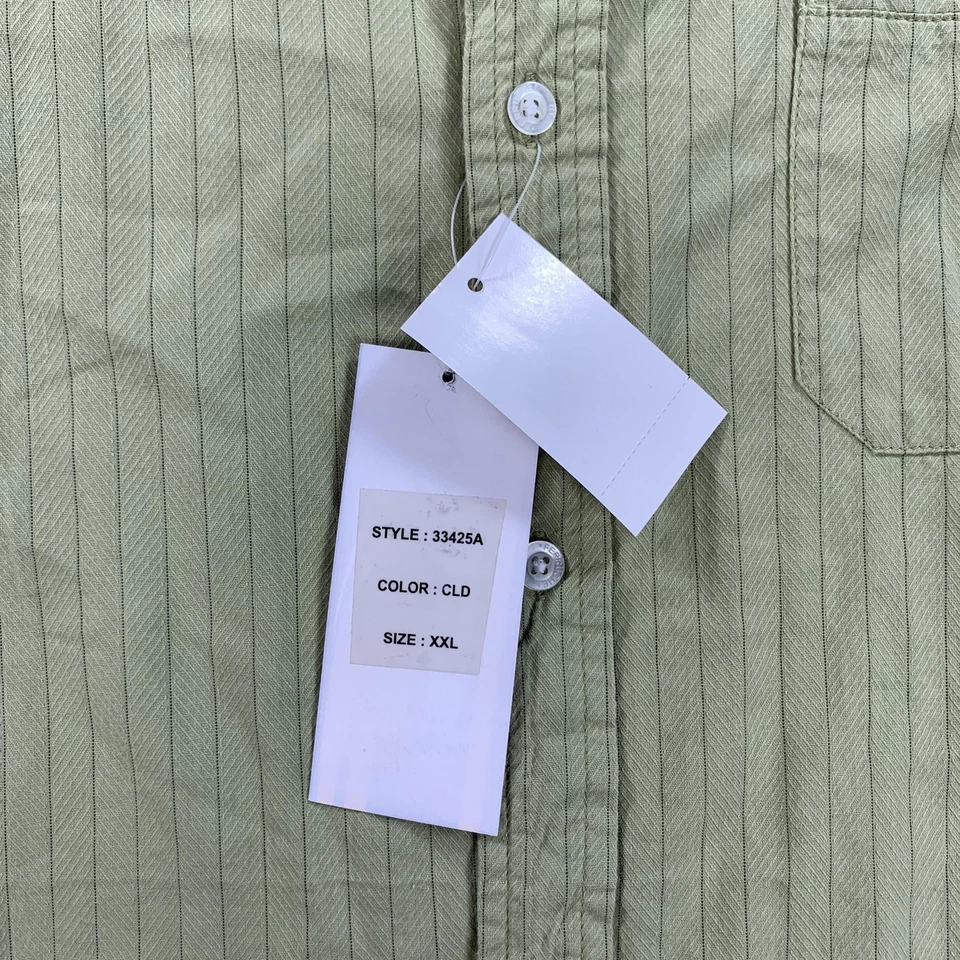 STYLE : 33425A
COLOR : CLD
SIZE : XXL